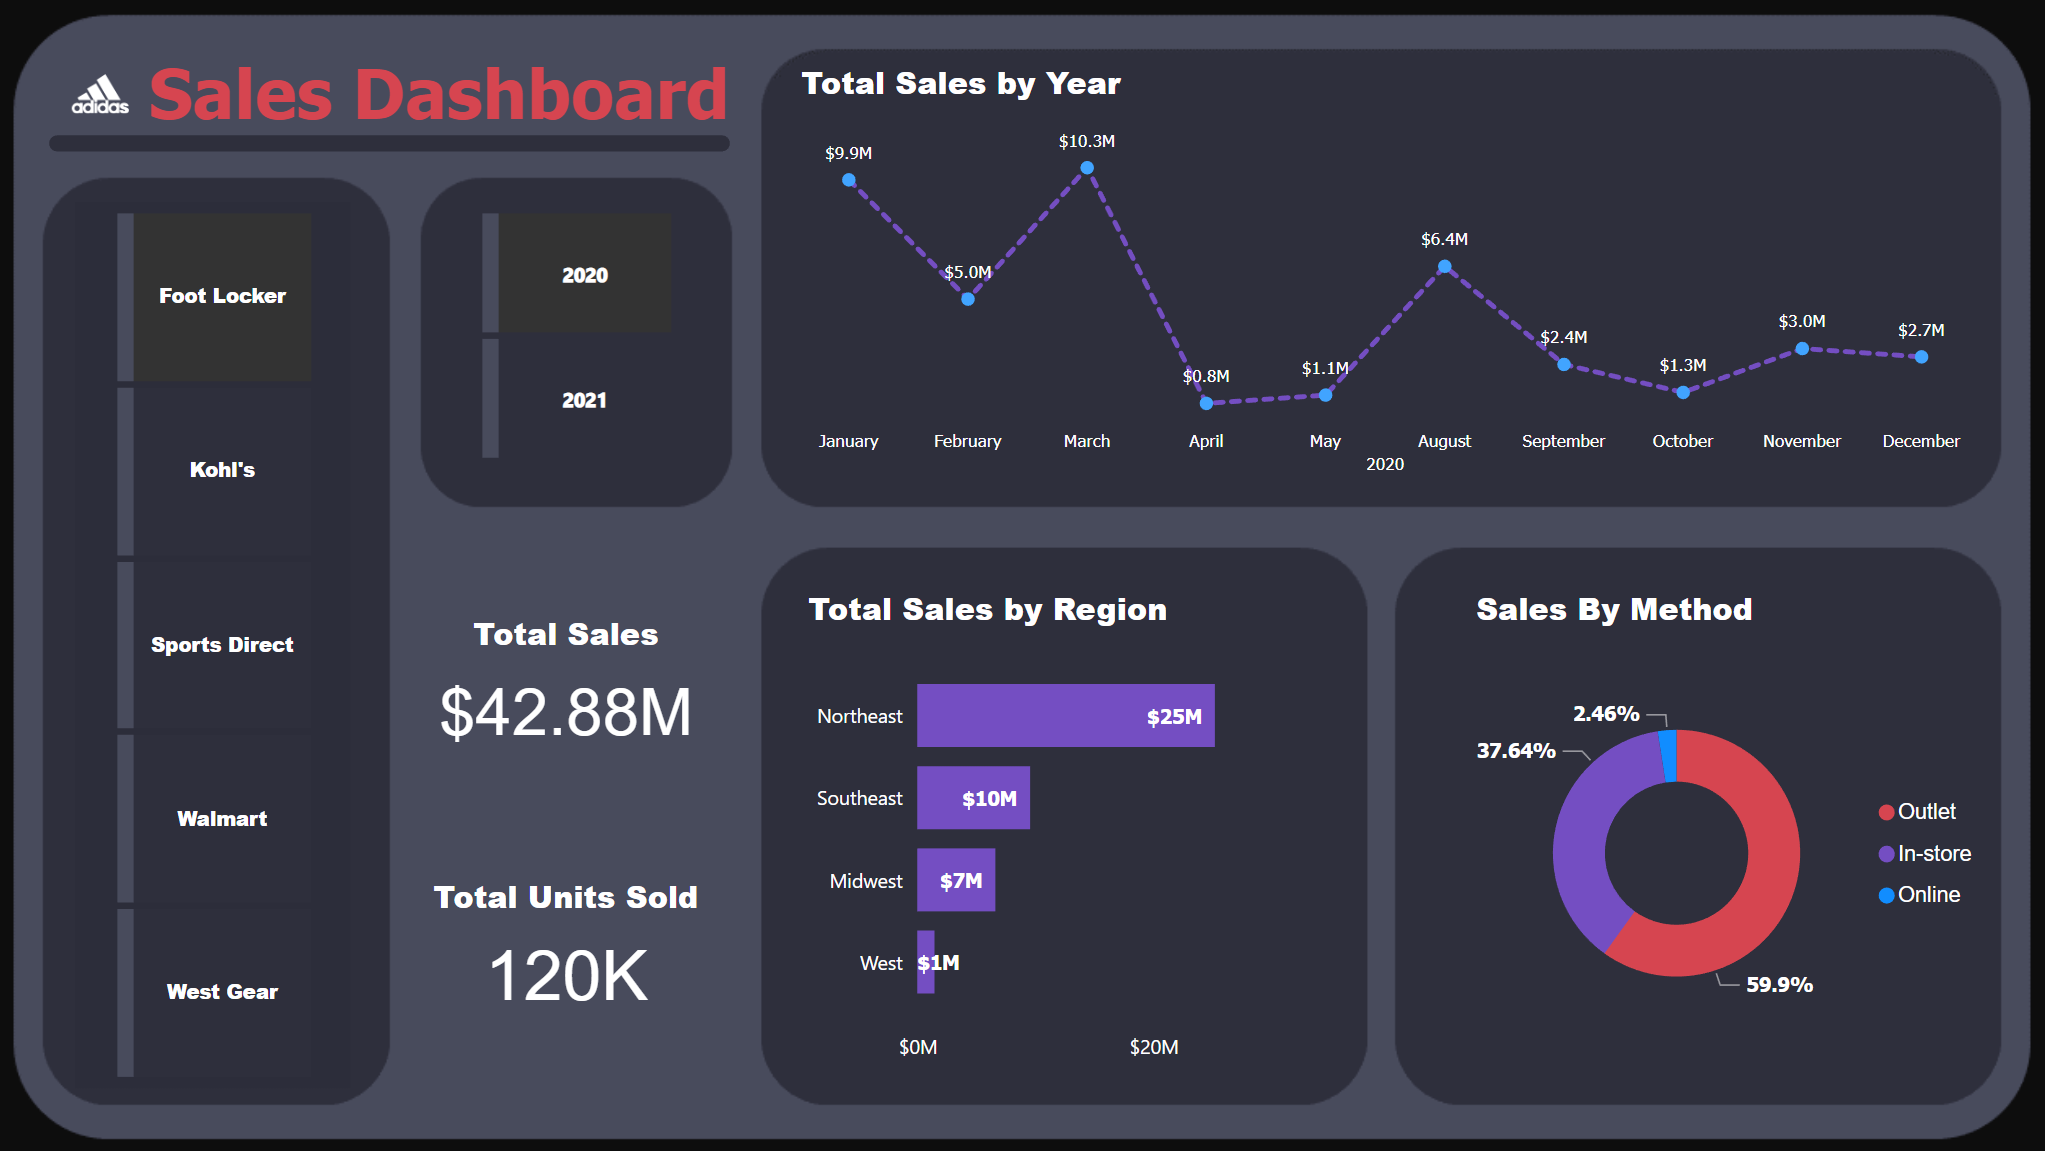 adidas
Sales Dashboard
Foot Locker
Kohl's
Sports Direct
Walmart
West Gear
2020
2021
Total Sales
$42.88M
Total Units Sold
120K
Total Sales by Year
$9.9M
$5.0M
$10.3M
$0.8M
$1.1M
$6.4M
$2.4M
$1.3M
$3.0M
$2.7M
January February March April May August September October November December
2020
Total Sales by Region
Northeast $25M
Southeast $10M
Midwest $7M
West $1M
$0M $20M
Sales By Method
2.46%
37.64%
59.9%
Outlet
In-store
Online